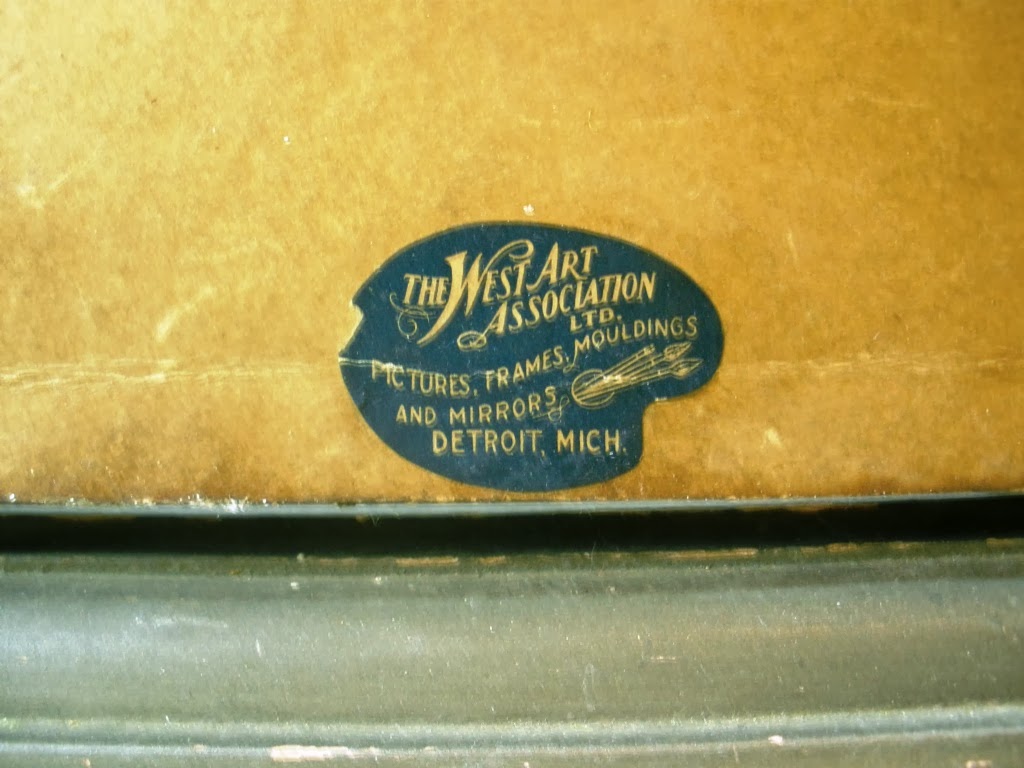 THE WEST ART
ASSOCIATION
LTD.
PICTURES, FRAMES, MOULDINGS
AND MIRRORS
DETROIT, MICH.